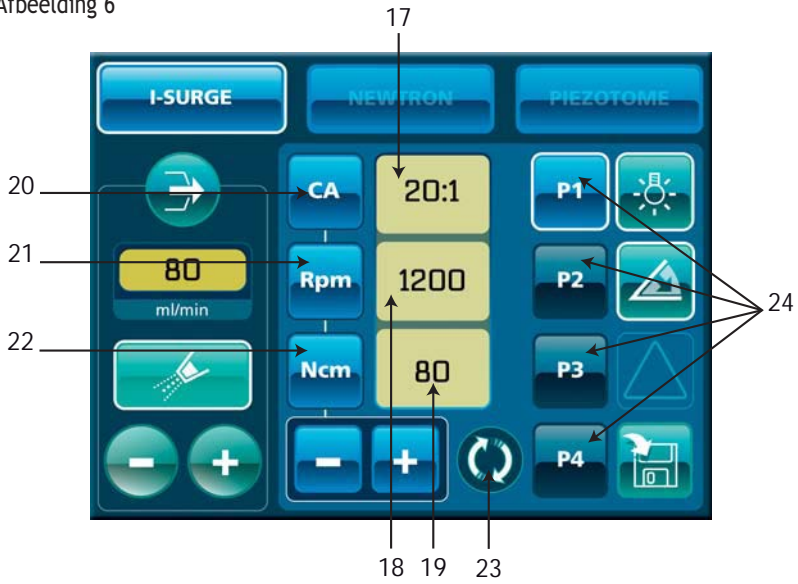 Afbeelding 6
17
I-SURGE NEWTRON PIEZOTOME
20 CA 20:1 P1
21 80 Rpm 1200 P2 24
ml/min
22 Ncm 80 P3
- + - + P4
18 19 23